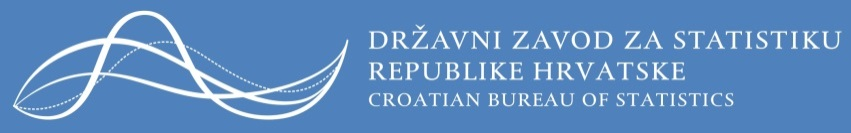 DRŽAVNI ZAVOD ZA STATISTIKU
REPUBLIKE HRVATSKE
CROATIAN BUREAU OF STATISTICS